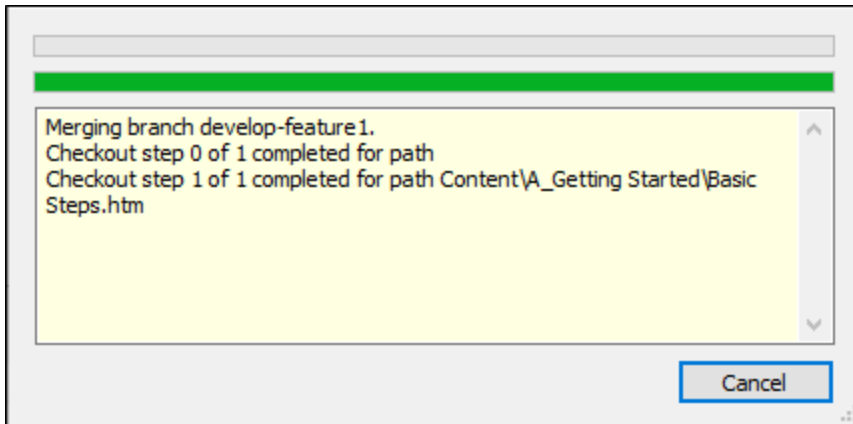 Merging branch develop-feature1.
Checkout step 0 of 1 completed for path
Checkout step 1 of 1 completed for path Content\A_Getting Started\Basic
Steps.htm
Cancel